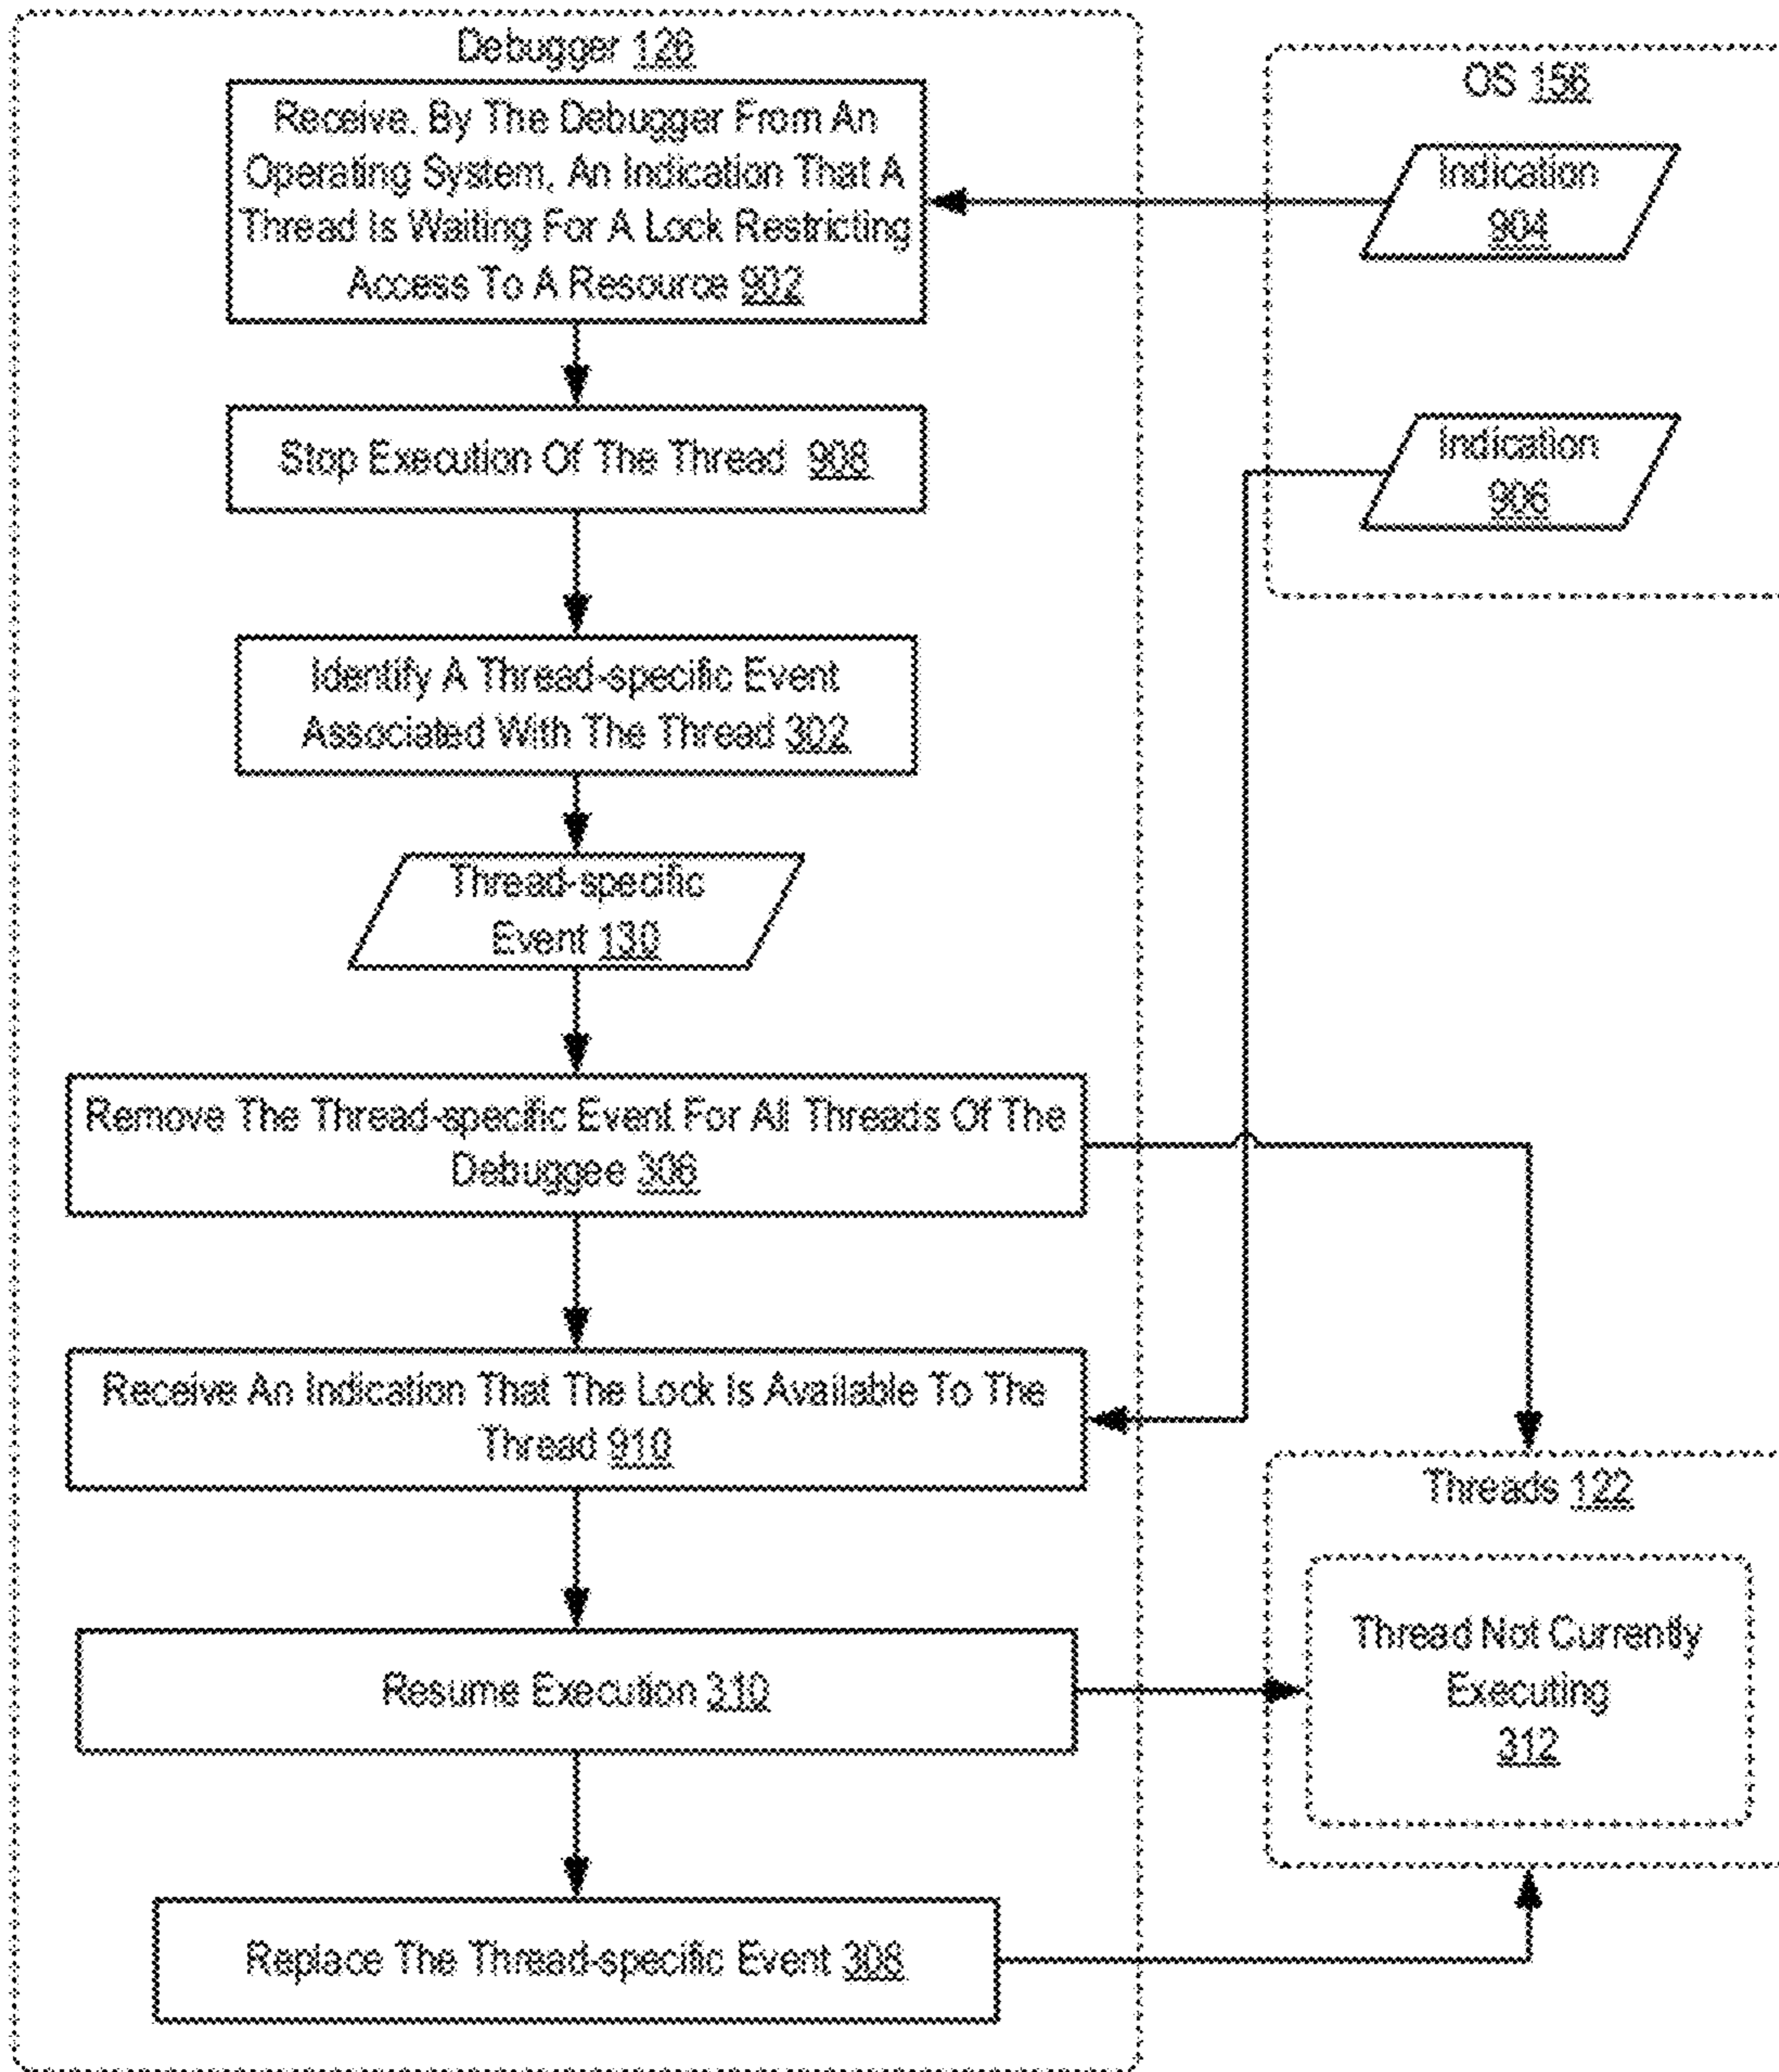 Debugger 126
Receive, By The Debugger From An
Operating System, An Indication That A
Thread Is Waiting For A Lock Restricting
Access To A Resource 902
OS 156
Indication
904
Stop Execution Of The Thread 908
Indication
906
Identify A Thread-specific Event
Associated With The Thread 302
Thread-specific
Event 130
Remove The Thread-specific Event For All Threads Of The
Debuggee 306
Receive An Indication That The Lock Is Available To The
Thread 910
Threads 122
Thread Not Currently
Executing
312
Resume Execution 310
Replace The Thread-specific Event 308